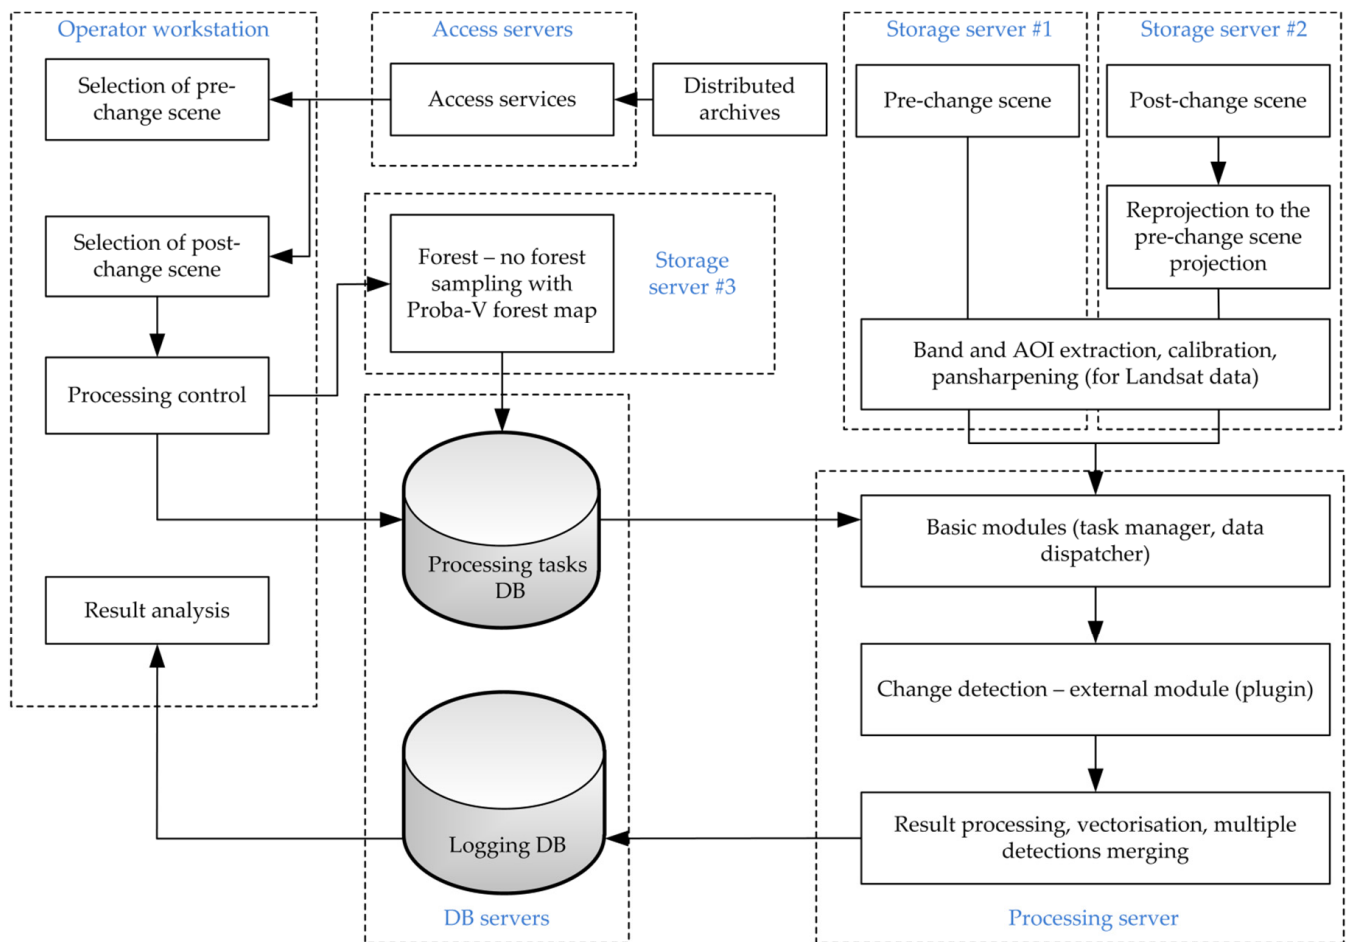 Operator workstation
Selection of pre-
change scene
Selection of post-
change scene
Processing control
Result analysis
Access servers
Access services
Distributed
archives
Forest – no forest
sampling with
Proba-V forest map
Storage
server #3
Processing tasks
DB
Logging DB
DB servers
Storage server #1
Pre-change scene
Storage server #2
Post-change scene
Reprojection to the
pre-change scene
projection
Band and AOI extraction, calibration,
pansharpening (for Landsat data)
Basic modules (task manager, data
dispatcher)
Change detection – external module (plugin)
Result processing, vectorisation, multiple
detections merging
Processing server